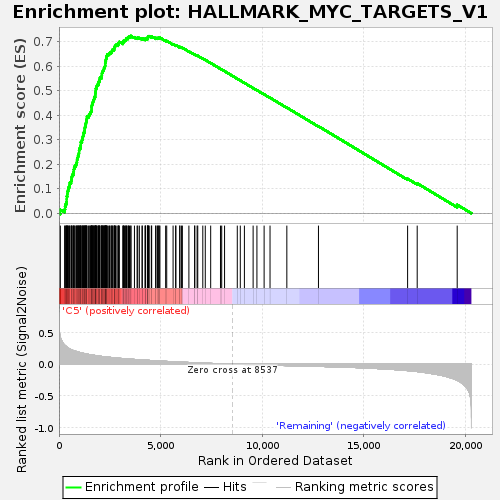 Enrichment plot: HALLMARK_MYC_TARGETS_V1
Enrichment score (ES)
0.7
0.6
0.5
0.4
0.3
0.2
0.1
0.0
'C5' (positively correlated)
Ranked list metric (Signal2Noise)
0.5
0.0
-0.5
-1.0
Zero cross at 8537
'Remaining' (negatively correlated)
0 5,000 10,000 15,000 20,000
Rank in Ordered Dataset
Enrichment profile Hits Ranking metric scores